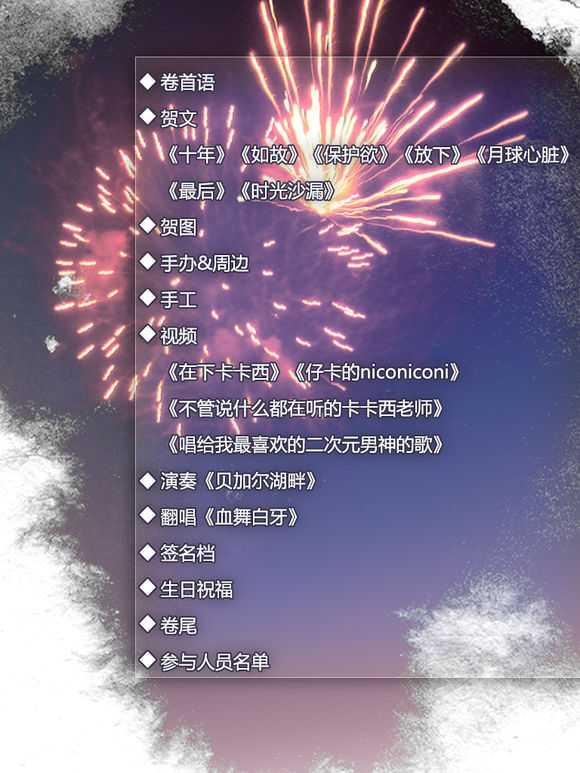 ◆ 卷首语
◆ 贺文
《十年》《如故》《保护欲》《放下》《月球心脏》
《最后》《时光沙漏》
◆ 贺图
◆ 手办&周边
◆ 手工
◆ 视频
《在下卡卡西》《仔卡的niconiconi》
《不管说什么都在听的卡卡西老师》
《唱给我最喜欢的二次元男神的歌》
◆ 演奏《贝加尔湖畔》
◆ 翻唱《血舞白牙》
◆ 签名档
◆ 生日祝福
◆ 卷尾
◆ 参与人员名单